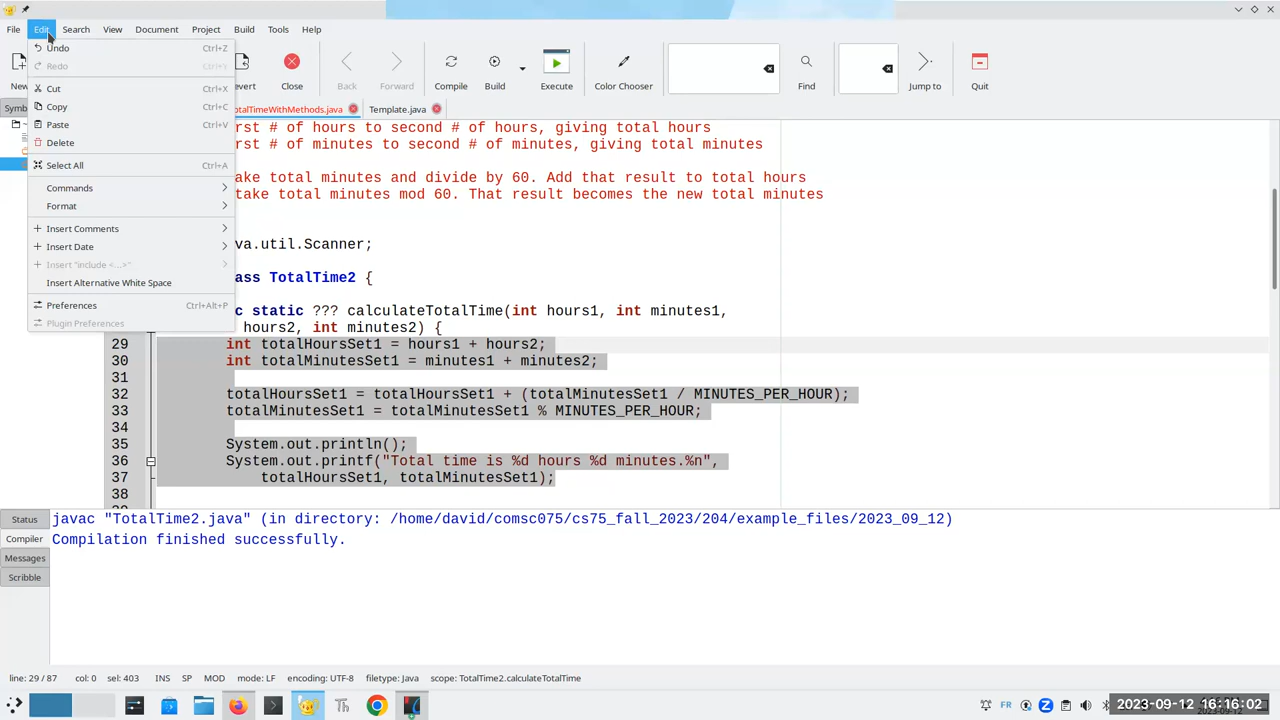 File Edit Search View Document Project Build Tools Help
Undo Ctrl+Z
Redo Ctrl+Y
Cut Ctrl+X
Copy Ctrl+C
Paste Ctrl+V
Delete
Select All Ctrl+A
Commands
Format
Insert Comments
Insert Date
Insert "include <...>"
Insert Alternative White Space
Preferences Ctrl+Alt+P
Plugin Preferences
New evert Close Back Forward Compile Build Execute Color Chooser Find Jump to Quit
Symb otalTimeWithMethods.java Template.java
rst # of hours to second # of hours, giving total hours
rst # of minutes to second # of minutes, giving total minutes
ake total minutes and divide by 60. Add that result to total hours
take total minutes mod 60. That result becomes the new total minutes
va.util.Scanner;
ass TotalTime2 {
c static ??? calculateTotalTime(int hours1, int minutes1,
hours2, int minutes2) {
29 int totalHoursSet1 = hours1 + hours2;
30 int totalMinutesSet1 = minutes1 + minutes2;
31
32 totalHoursSet1 = totalHoursSet1 + (totalMinutesSet1 / MINUTES_PER_HOUR);
33 totalMinutesSet1 = totalMinutesSet1 % MINUTES_PER_HOUR;
34
35 System.out.println();
36 System.out.printf("Total time is %d hours %d minutes.%n",
37 totalHoursSet1, totalMinutesSet1);
38
Status
Compiler
Messages
Scribble
javac "TotalTime2.java" (in directory: /home/david/comsc075/cs75_fall_2023/204/example_files/2023_09_12)
Compilation finished successfully.
line: 29 / 87 col: 0 sel: 403 INS SP MOD mode: LF encoding: UTF-8 filetype: Java scope: TotalTime2.calculateTotalTime
FR
2023-09-12 16:16:02